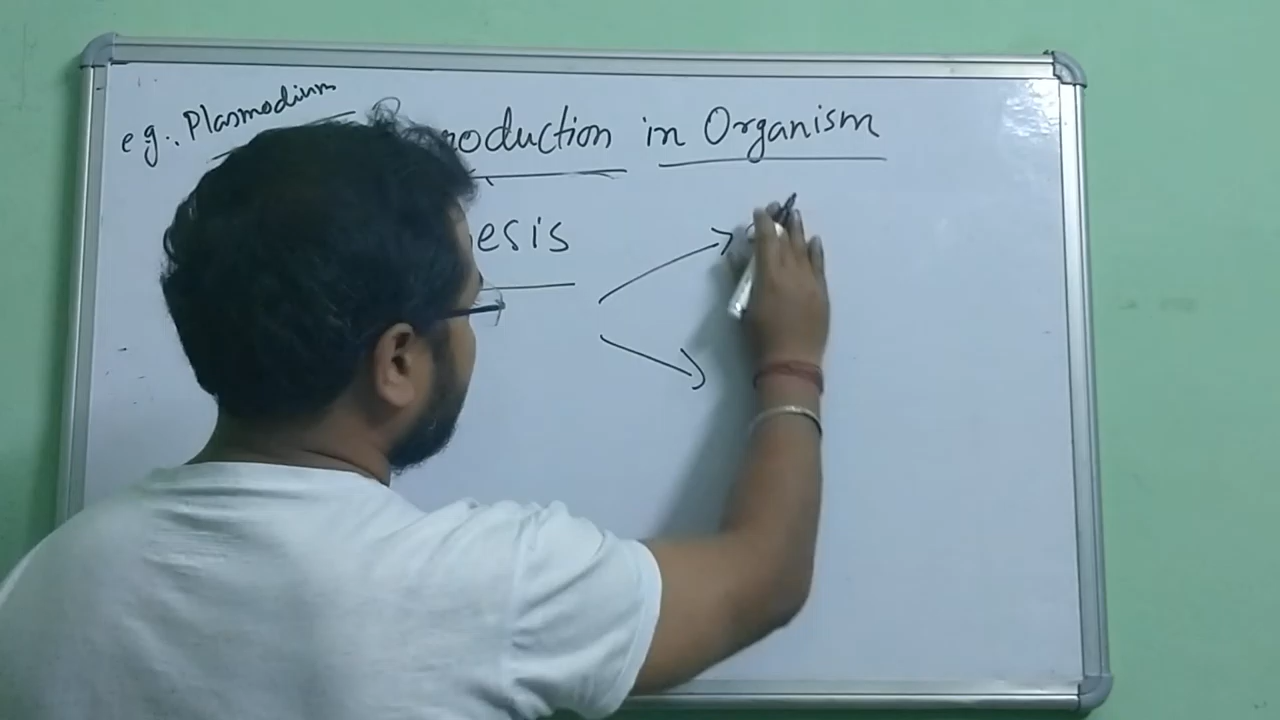 e.g.. Plasmodium
roduction in Organism
esis